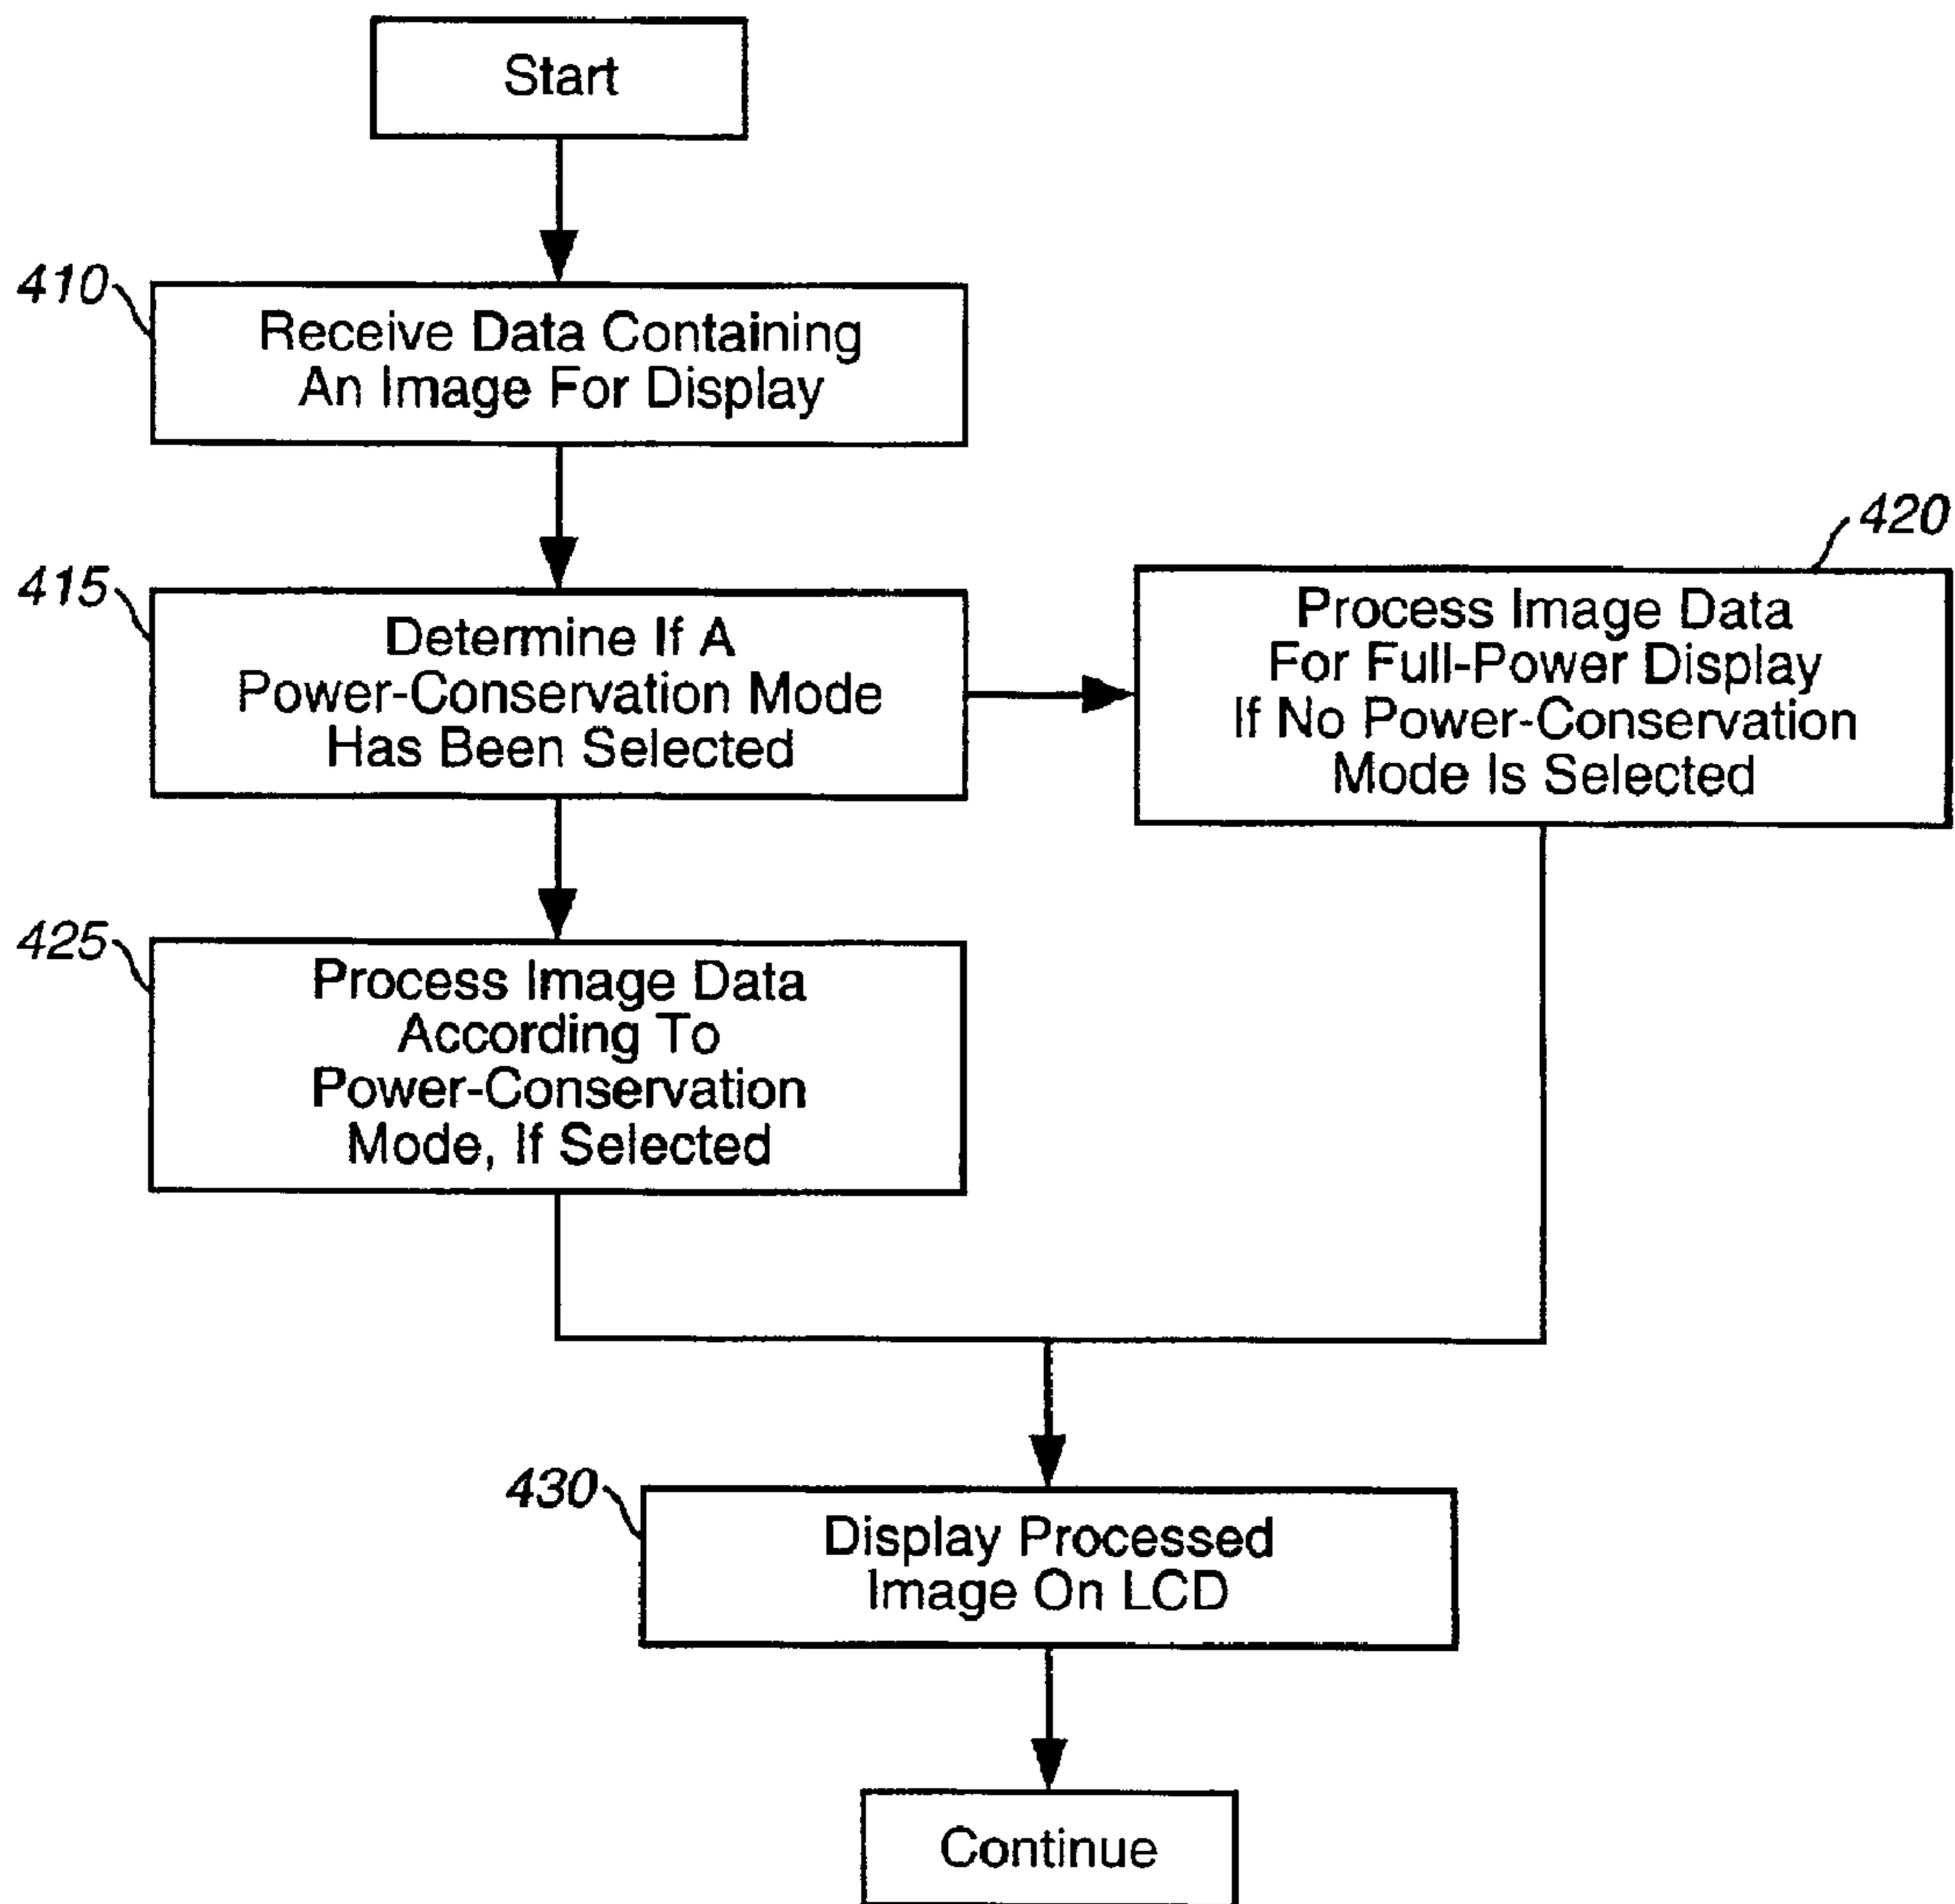 Start
410
Receive Data Containing
An Image For Display
415
Determine If A
Power-Conservation Mode
Has Been Selected
420
Process Image Data
For Full-Power Display
If No Power-Conservation
Mode Is Selected
425
Process Image Data
According To
Power-Conservation
Mode, If Selected
430
Display Processed
Image On LCD
Continue